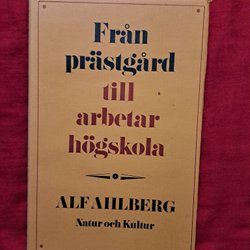 Från
prästgård
till
arbetar
högskola
ALF AHLBERG
Natur och Kultur